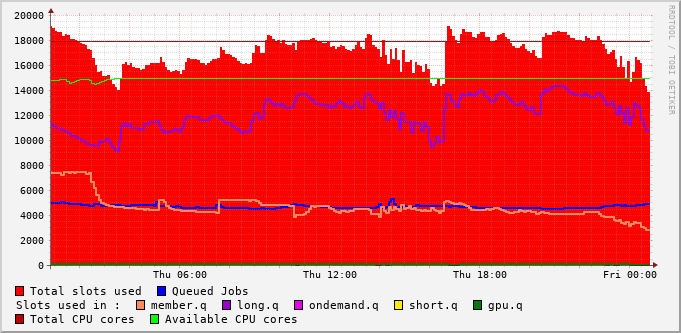 20000
18000
16000
14000
12000
10000
8000
6000
4000
2000
0
Thu 06:00 Thu 12:00 Thu 18:00 Fri 00:00
RRDTOOL / TOBI OETIKER
Total slots used Queued Jobs
Slots used in : member.q long.q ondemand.q short.q gpu.q
Total CPU cores Available CPU cores